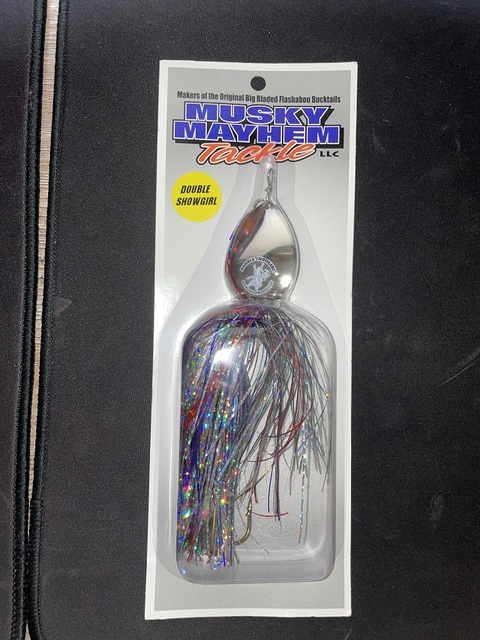 Makers of the Original Big Bladed Flashabou Bucktails
MUSKY
MAYHEM
Tackle LLC
DOUBLE
SHOWGIRL